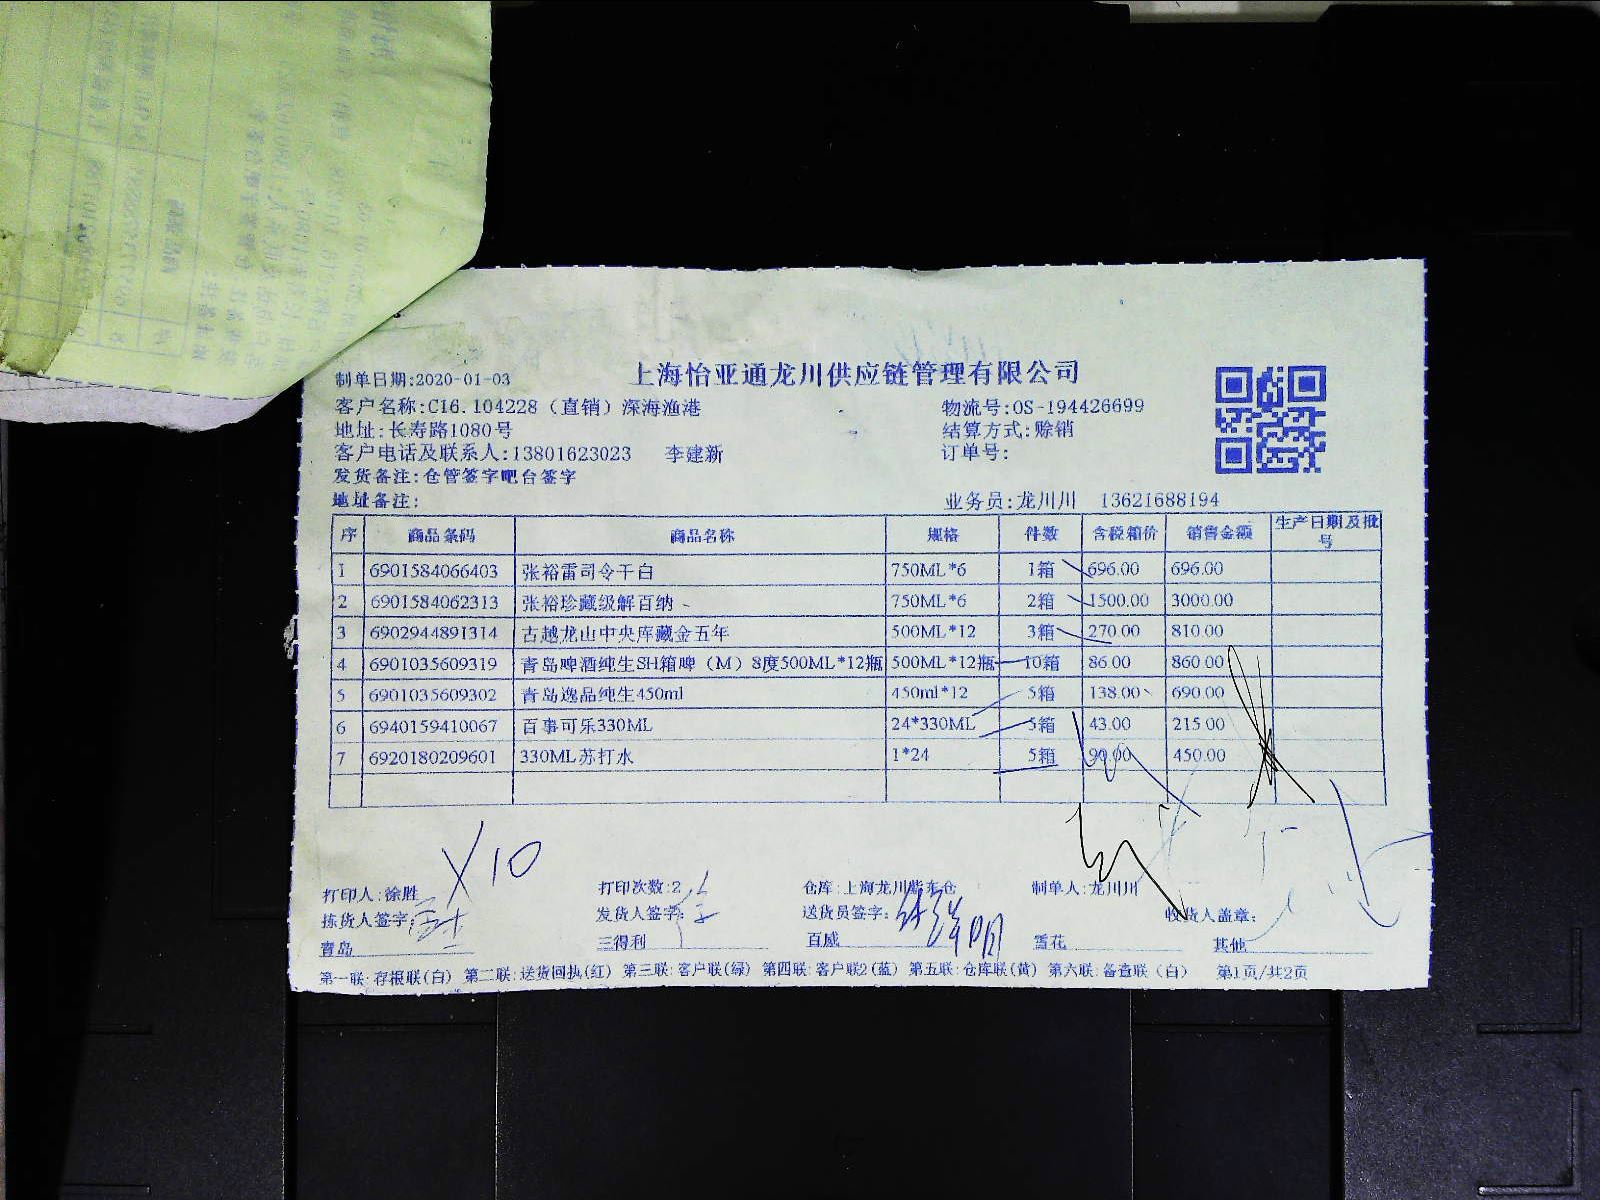 上海怡亚通龙川供应链管理有限公司
制单日期:2020-01-03
客户名称:C16.104228（直销）深海渔港 物流号:OS-194426699
地址:长寿路1080号 结算方式:赊销
客户电话及联系人:13801623023 李建新 订单号:
发货备注:仓管签字吧台签字
地址备注: 业务员:龙川川 13621688194
序 商品条码 商品名称 规格 件数 含税箱价 销售金额 生产日期及批号
1 6901584066403 张裕雷司令干白 750ML*6 1箱 696.00 696.00
2 6901584062313 张裕珍藏级解百纳 750ML*6 2箱 1500.00 3000.00
3 6902944891314 古越龙山中央库藏金五年 500ML*12 3箱 270.00 810.00
4 6901035609319 青岛啤酒纯生SH箱啤（M）8度500ML*12瓶 500ML*12瓶 10箱 86.00 860.00
5 6901035609302 青岛逸品纯生450ml 450ml*12 5箱 138.00 690.00
6 6940159410067 百事可乐330ML 24*330ML 5箱 43.00 215.00
7 6920180209601 330ML苏打水 1*24 5箱 90.00 450.00
X10
打印人:徐胜 打印次数:2 仓库:上海龙川紫东仓 制单人:龙川川
拣货人签字: 发货人签字: 送货员签字: 收货人盖章:
青岛 三得利 百威 雪花 其他
第一联:存根联(白) 第二联:送货回执(红) 第三联:客户联(绿) 第四联:客户联2(蓝) 第五联:仓库联(黄) 第六联:备查联（白） 第1页/共2页